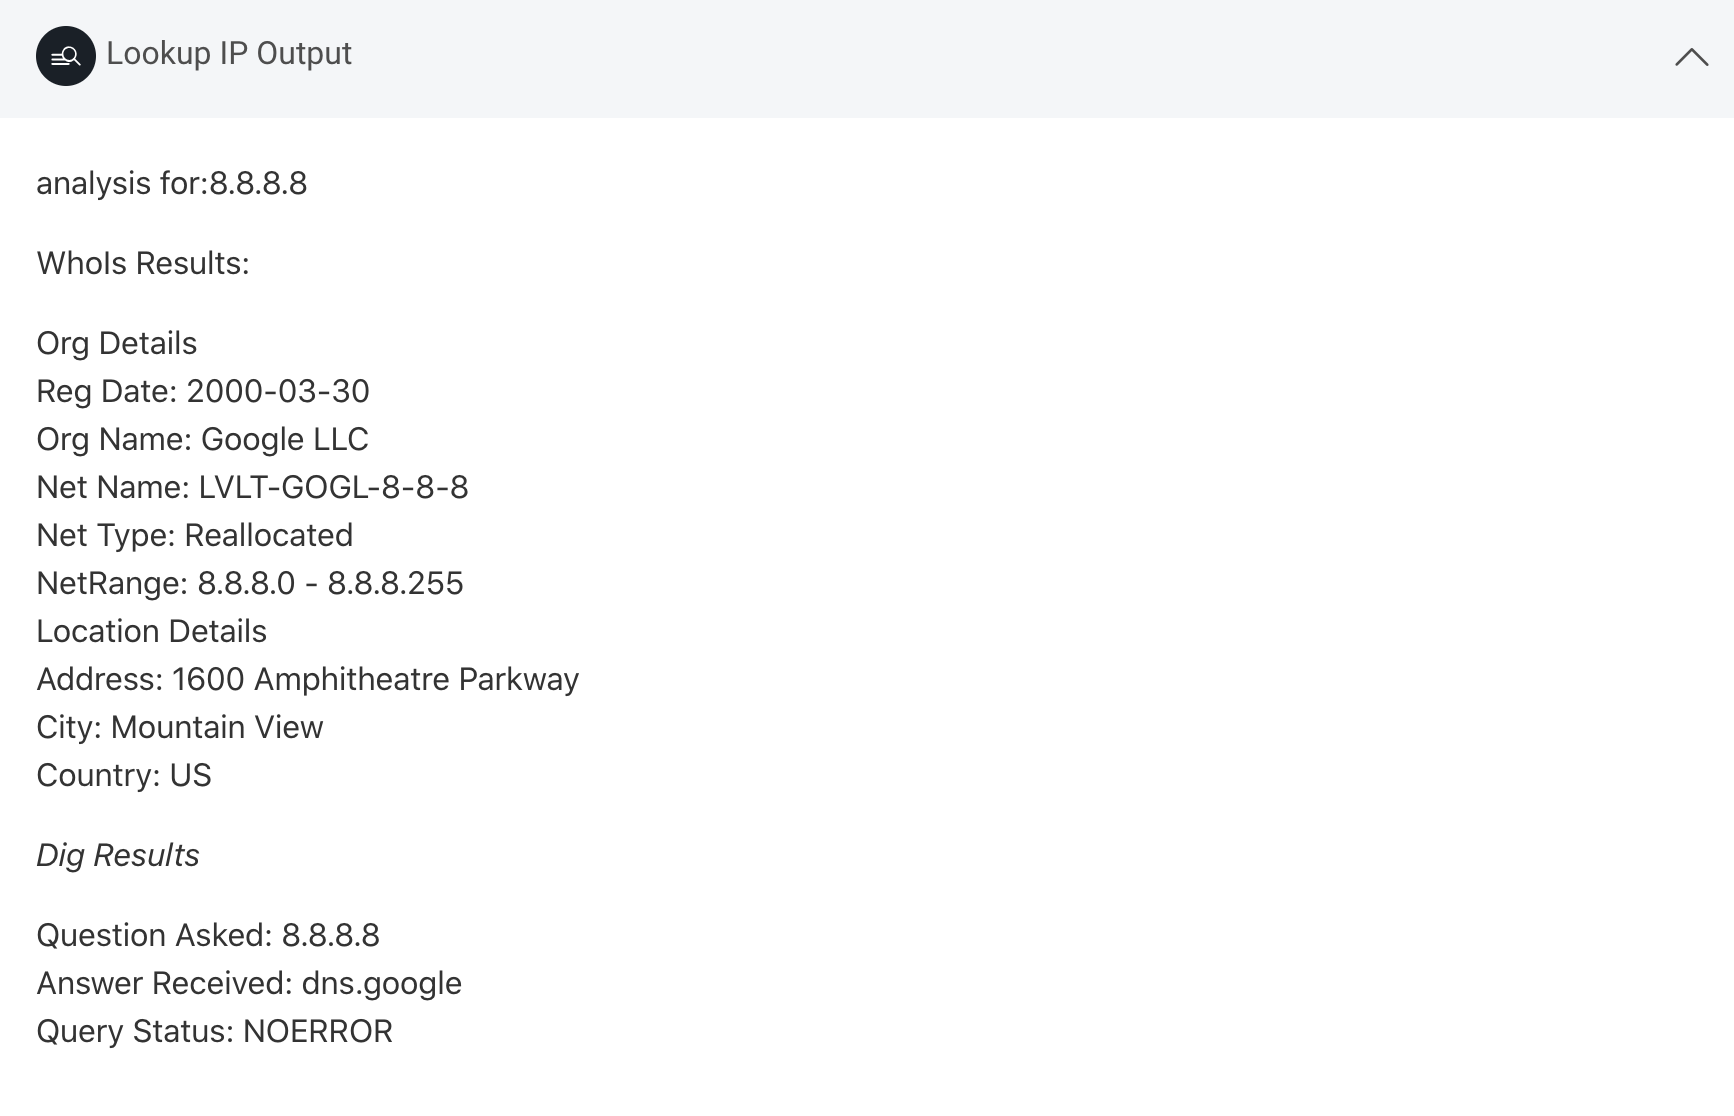 Lookup IP Output
analysis for:8.8.8.8
WhoIs Results:
Org Details
Reg Date: 2000-03-30
Org Name: Google LLC
Net Name: LVLT-GOGL-8-8-8
Net Type: Reallocated
NetRange: 8.8.8.0 - 8.8.8.255
Location Details
Address: 1600 Amphitheatre Parkway
City: Mountain View
Country: US
Dig Results
Question Asked: 8.8.8.8
Answer Received: dns.google
Query Status: NOERROR